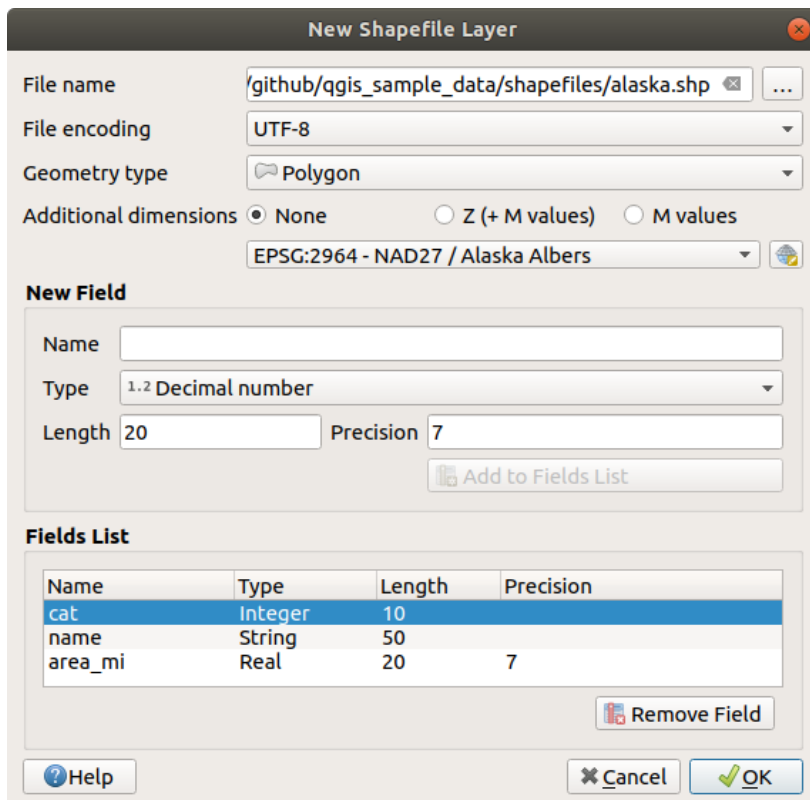 New Shapefile Layer
File name /github/qgis_sample_data/shapefiles/alaska.shp ...
File encoding UTF-8
Geometry type Polygon
Additional dimensions None Z (+ M values) M values
EPSG:2964 - NAD27 / Alaska Albers
New Field
Name
Type 1.2 Decimal number
Length 20 Precision 7
Add to Fields List
Fields List
Name Type Length Precision
cat Integer 10
name String 50
area_mi Real 20 7
Remove Field
Help Cancel OK